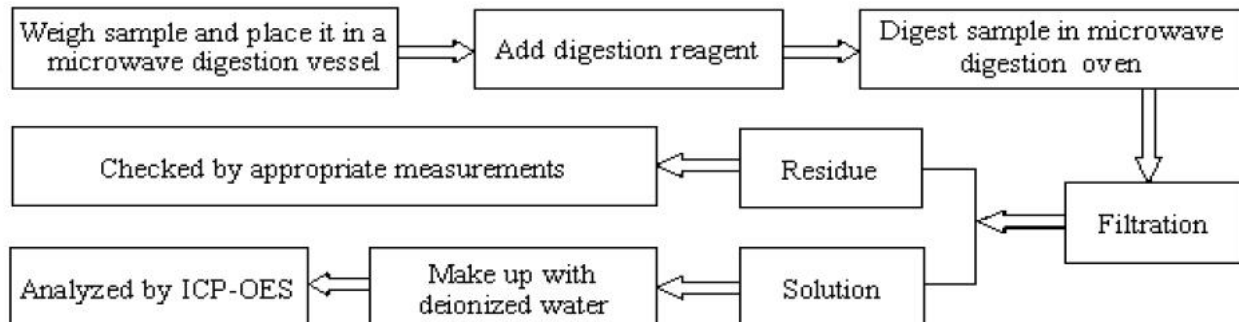 Weigh sample and place it in a
microwave digestion vessel
Add digestion reagent
Digest sample in microwave
digestion oven
Checked by appropriate measurements
Residue
Filtration
Analyzed by ICP-OES
Make up with
deionized water
Solution